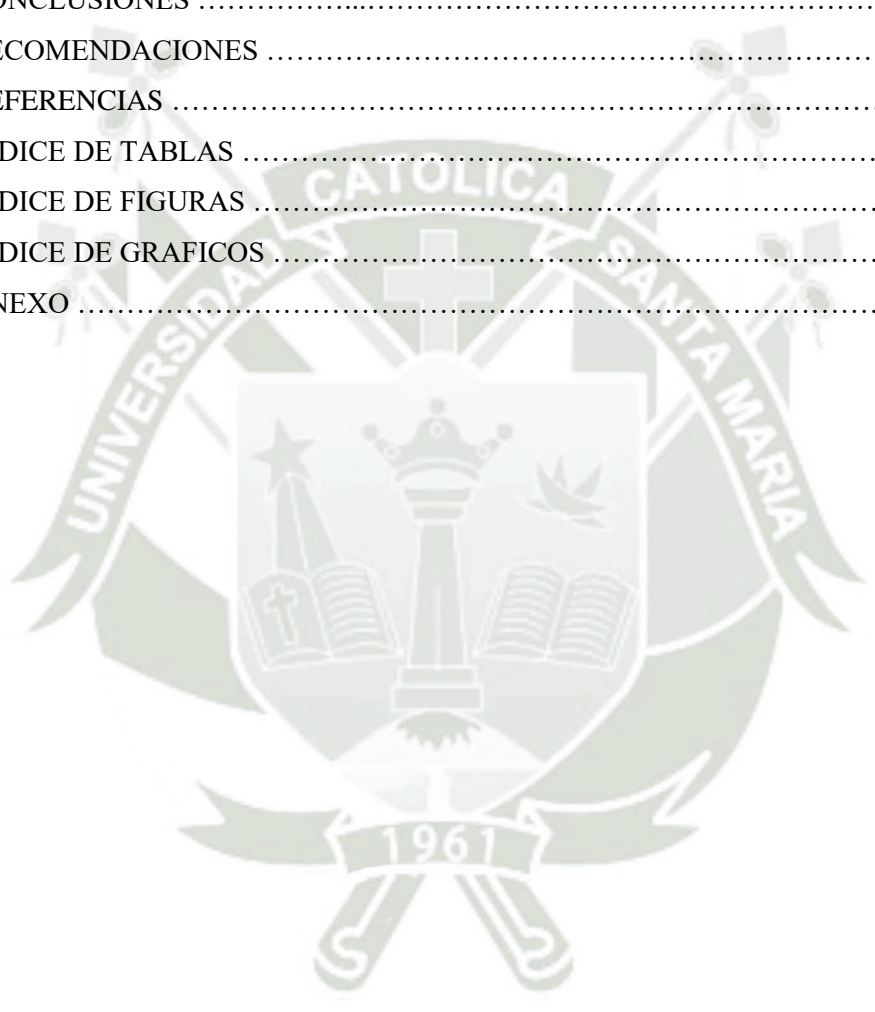 ONCLUSIONES …………...……………………………………………………
ECOMENDACIONES ……………………………………………………………
EFERENCIAS ………………………………..……………………………………
DICE DE TABLAS ………………………………………………………………
DICE DE FIGURAS ………………………………………………………………
DICE DE GRAFICOS ……………………………………………………………
NEXO ………………………………………………………………………………
UNIVERSIDAD CATOLICA SANTA MARIA
1961